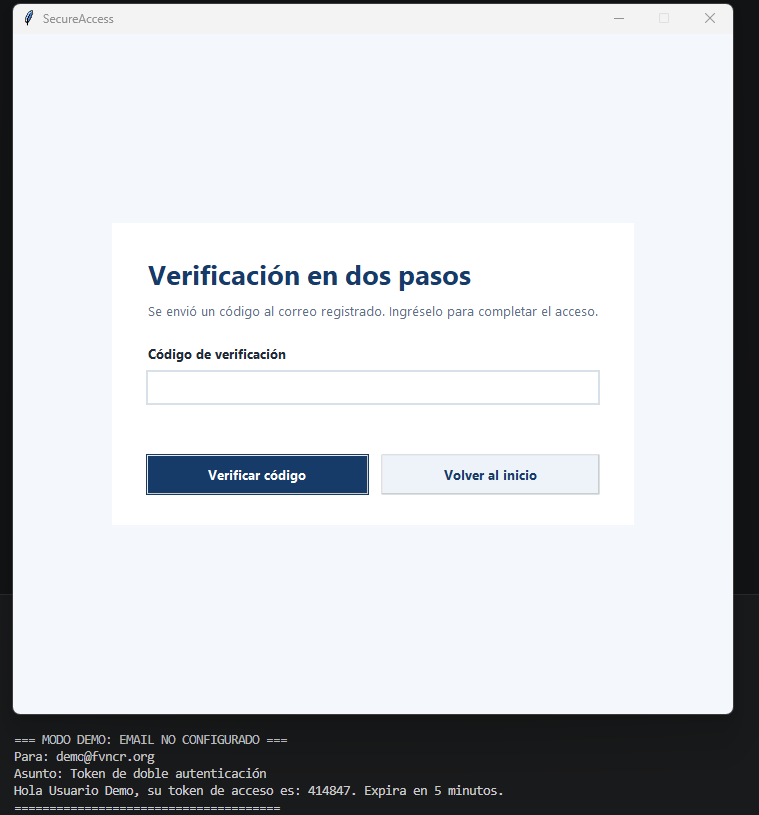 SecureAccess
Verificación en dos pasos
Se envió un código al correo registrado. Ingréselo para completar el acceso.
Código de verificación
Verificar código
Volver al inicio
=== MODO DEMO: EMAIL NO CONFIGURADO ===
Para: demo@fvncr.org
Asunto: Token de doble autenticación
Hola Usuario Demo, su token de acceso es: 414847. Expira en 5 minutos.
======================================